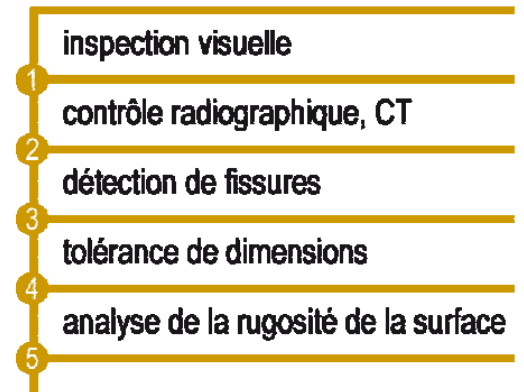 inspection visuelle
1
contrôle radiographique, CT
2
détection de fissures
3
tolérance de dimensions
4
analyse de la rugosité de la surface
5